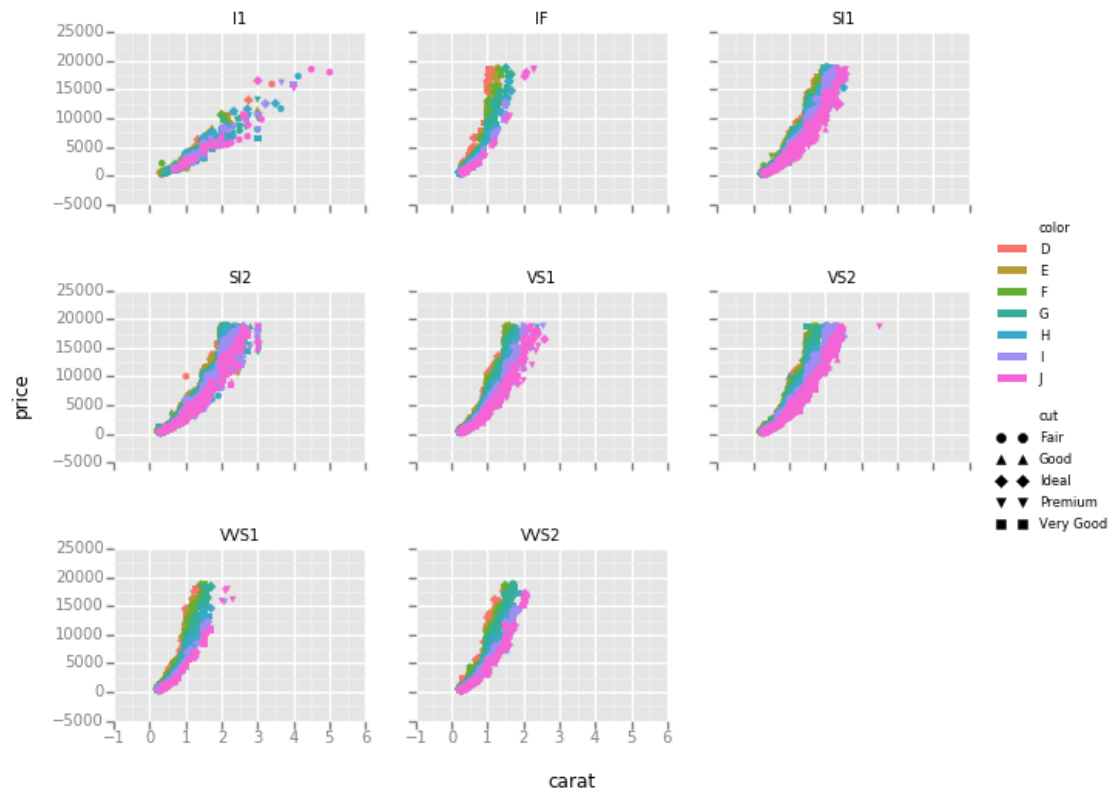 I1 IF SI1
25000
20000
15000
10000
5000
0
−5000
color
D
E
F
G
H
I
J
SI2 VS1 VS2
25000
20000
15000
10000
5000
0
−5000
price
cut
Fair
Good
Ideal
Premium
Very Good
VVS1 VVS2
25000
20000
15000
10000
5000
0
−5000
−1 0 1 2 3 4 5 6 −1 0 1 2 3 4 5 6
carat